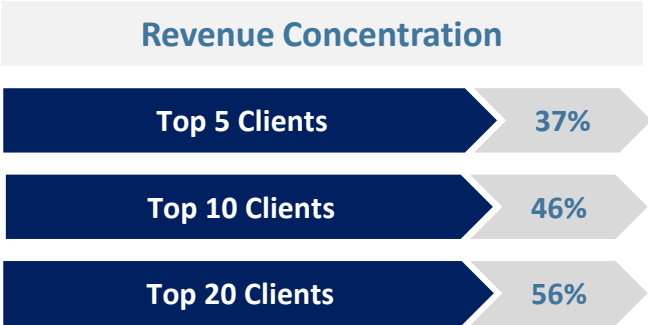 Revenue Concentration
Top 5 Clients 37%
Top 10 Clients 46%
Top 20 Clients 56%